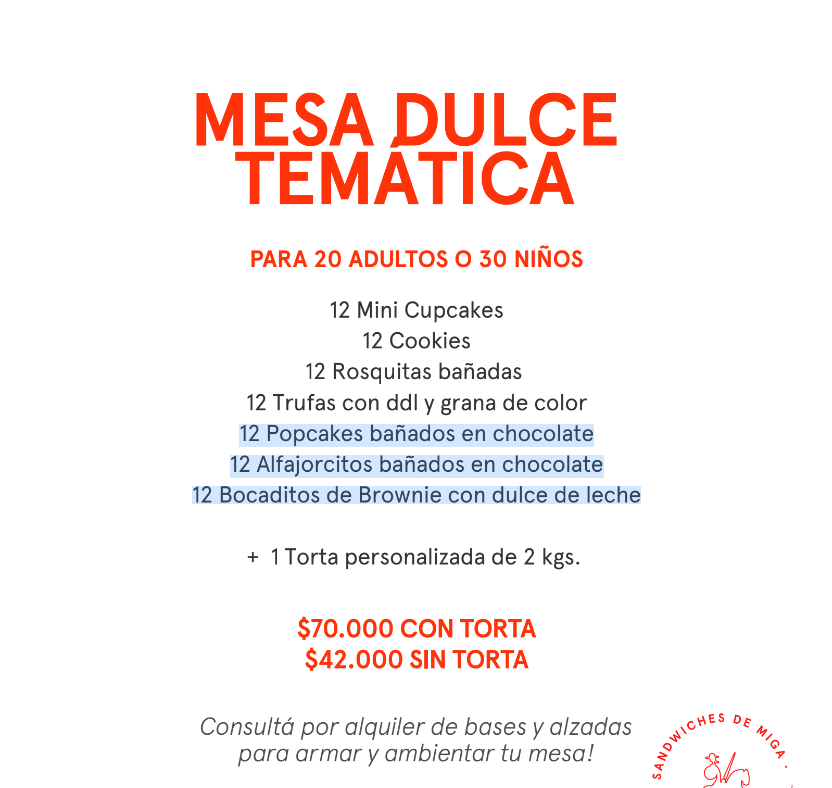 MESA DULCE
TEMÁTICA
PARA 20 ADULTOS O 30 NIÑOS
12 Mini Cupcakes
12 Cookies
12 Rosquitas bañadas
12 Trufas con ddl y grana de color
12 Popcakes bañados en chocolate
12 Alfajorcitos bañados en chocolate
12 Bocaditos de Brownie con dulce de leche
+ 1 Torta personalizada de 2 kgs.
$70.000 CON TORTA
$42.000 SIN TORTA
Consultá por alquiler de bases y alzadas
para armar y ambientar tu mesa!
SANDWICHES DE MIGA ·